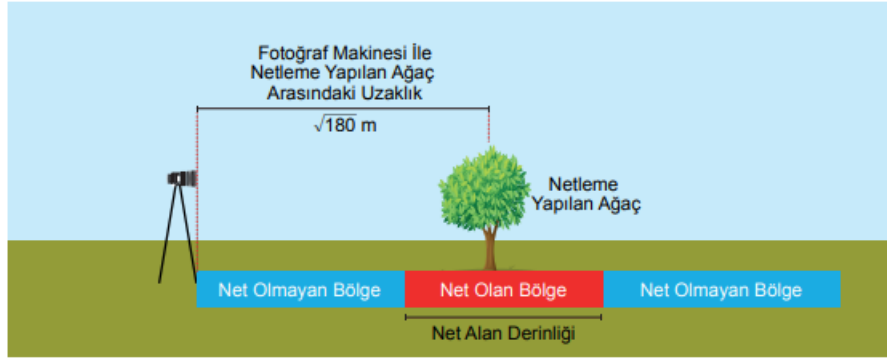 Fotoğraf Makinesi İle
Netleme Yapılan Ağaç
Arasındaki Uzaklık
√180 m
Netleme
Yapılan Ağaç
Net Olmayan Bölge
Net Olan Bölge
Net Olmayan Bölge
Net Alan Derinliği